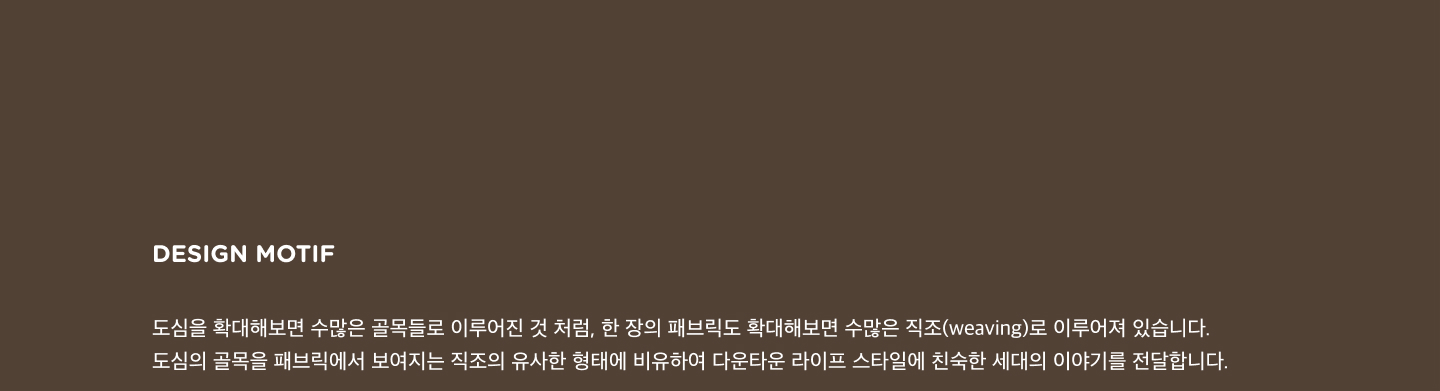 DESIGN MOTIF
도심을 확대해보면 수많은 골목들로 이루어진 것 처럼, 한 장의 패브릭도 확대해보면 수많은 직조(weaving)로 이루어져 있습니다.
도심의 골목을 패브릭에서 보여지는 직조의 유사한 형태에 비유하여 다운타운 라이프 스타일에 친숙한 세대의 이야기를 전달합니다.